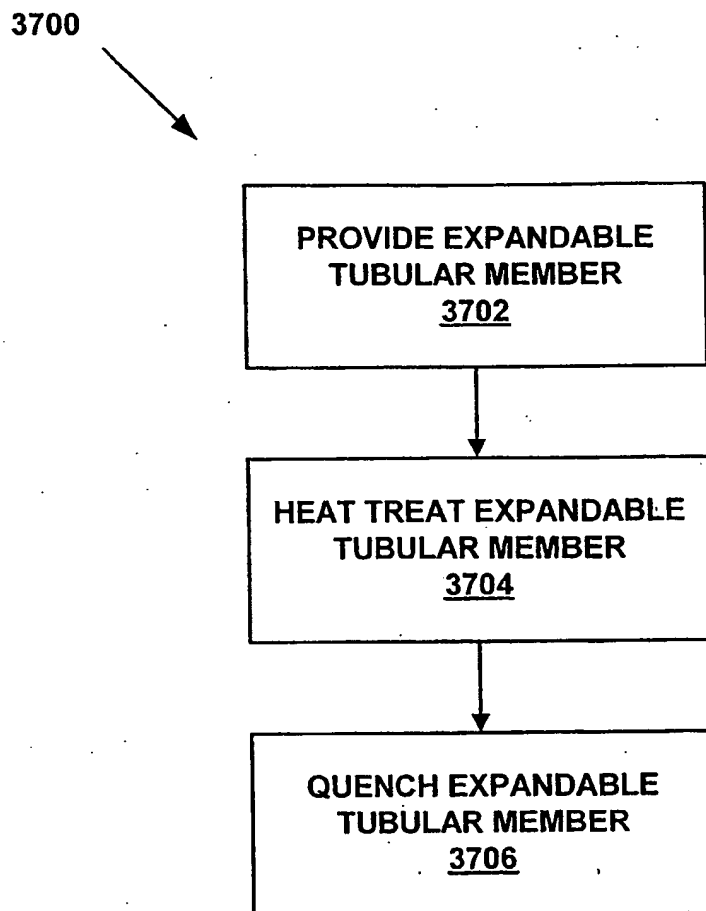 3700
PROVIDE EXPANDABLE
TUBULAR MEMBER
3702
HEAT TREAT EXPANDABLE
TUBULAR MEMBER
3704
QUENCH EXPANDABLE
TUBULAR MEMBER
3706